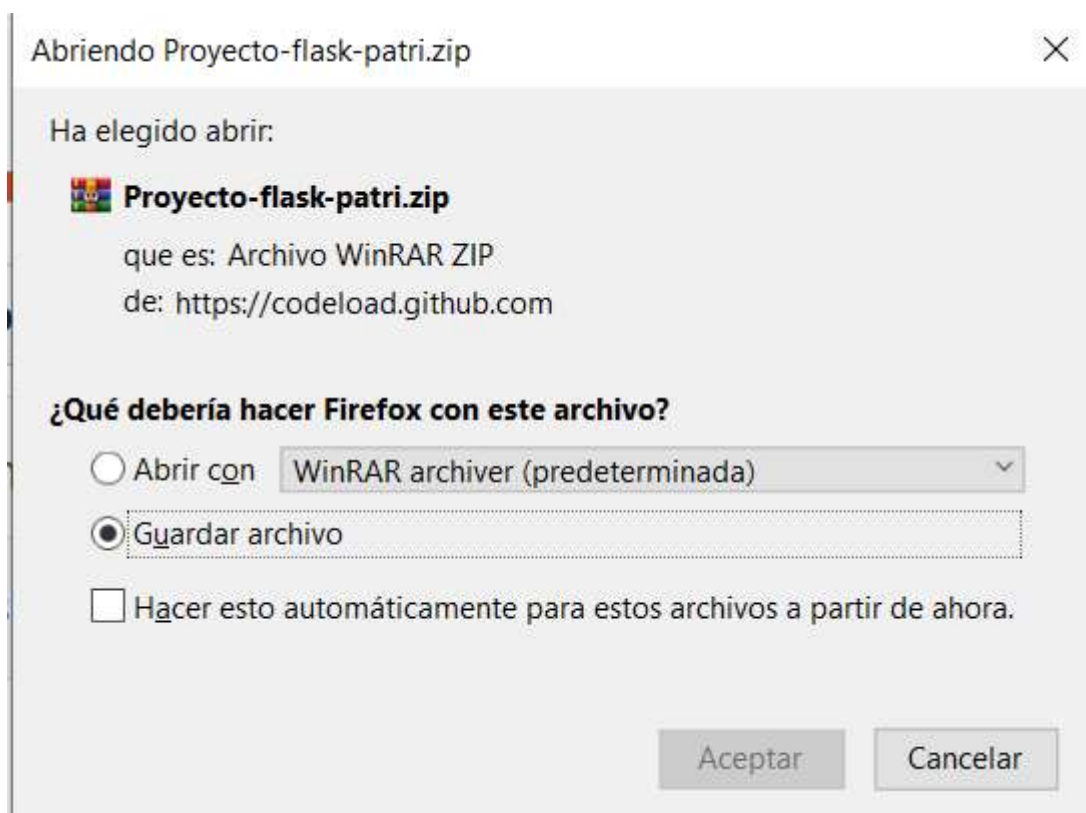 Abriendo Proyecto-flask-patri.zip
Ha elegido abrir:
Proyecto-flask-patri.zip
que es: Archivo WinRAR ZIP
de: https://codeload.github.com
¿Qué debería hacer Firefox con este archivo?
Abrir con WinRAR archiver (predeterminada)
Guardar archivo
Hacer esto automáticamente para estos archivos a partir de ahora.
Aceptar Cancelar